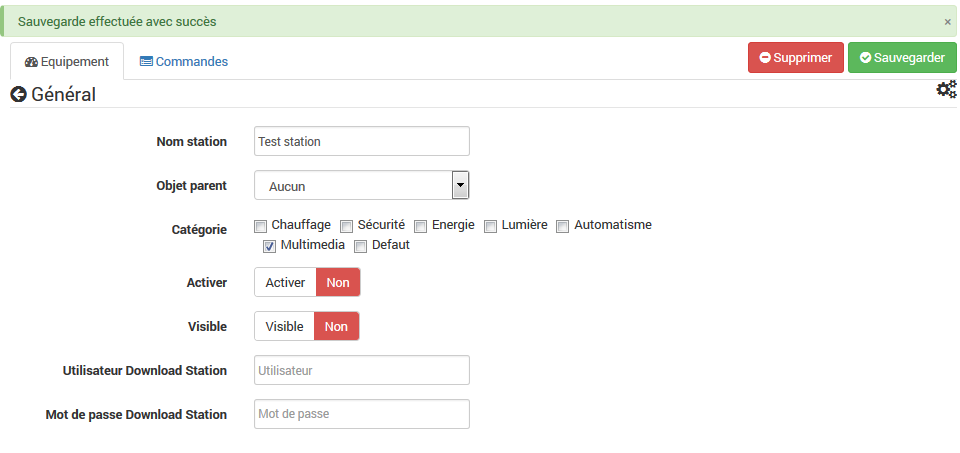 Sauvegarde effectuée avec succès ×
Equipement Commandes Supprimer Sauvegarder
Général
Nom station Test station
Objet parent Aucun
Catégorie Chauffage Sécurité Energie Lumière Automatisme
Multimedia Defaut
Activer Activer Non
Visible Visible Non
Utilisateur Download Station Utilisateur
Mot de passe Download Station Mot de passe